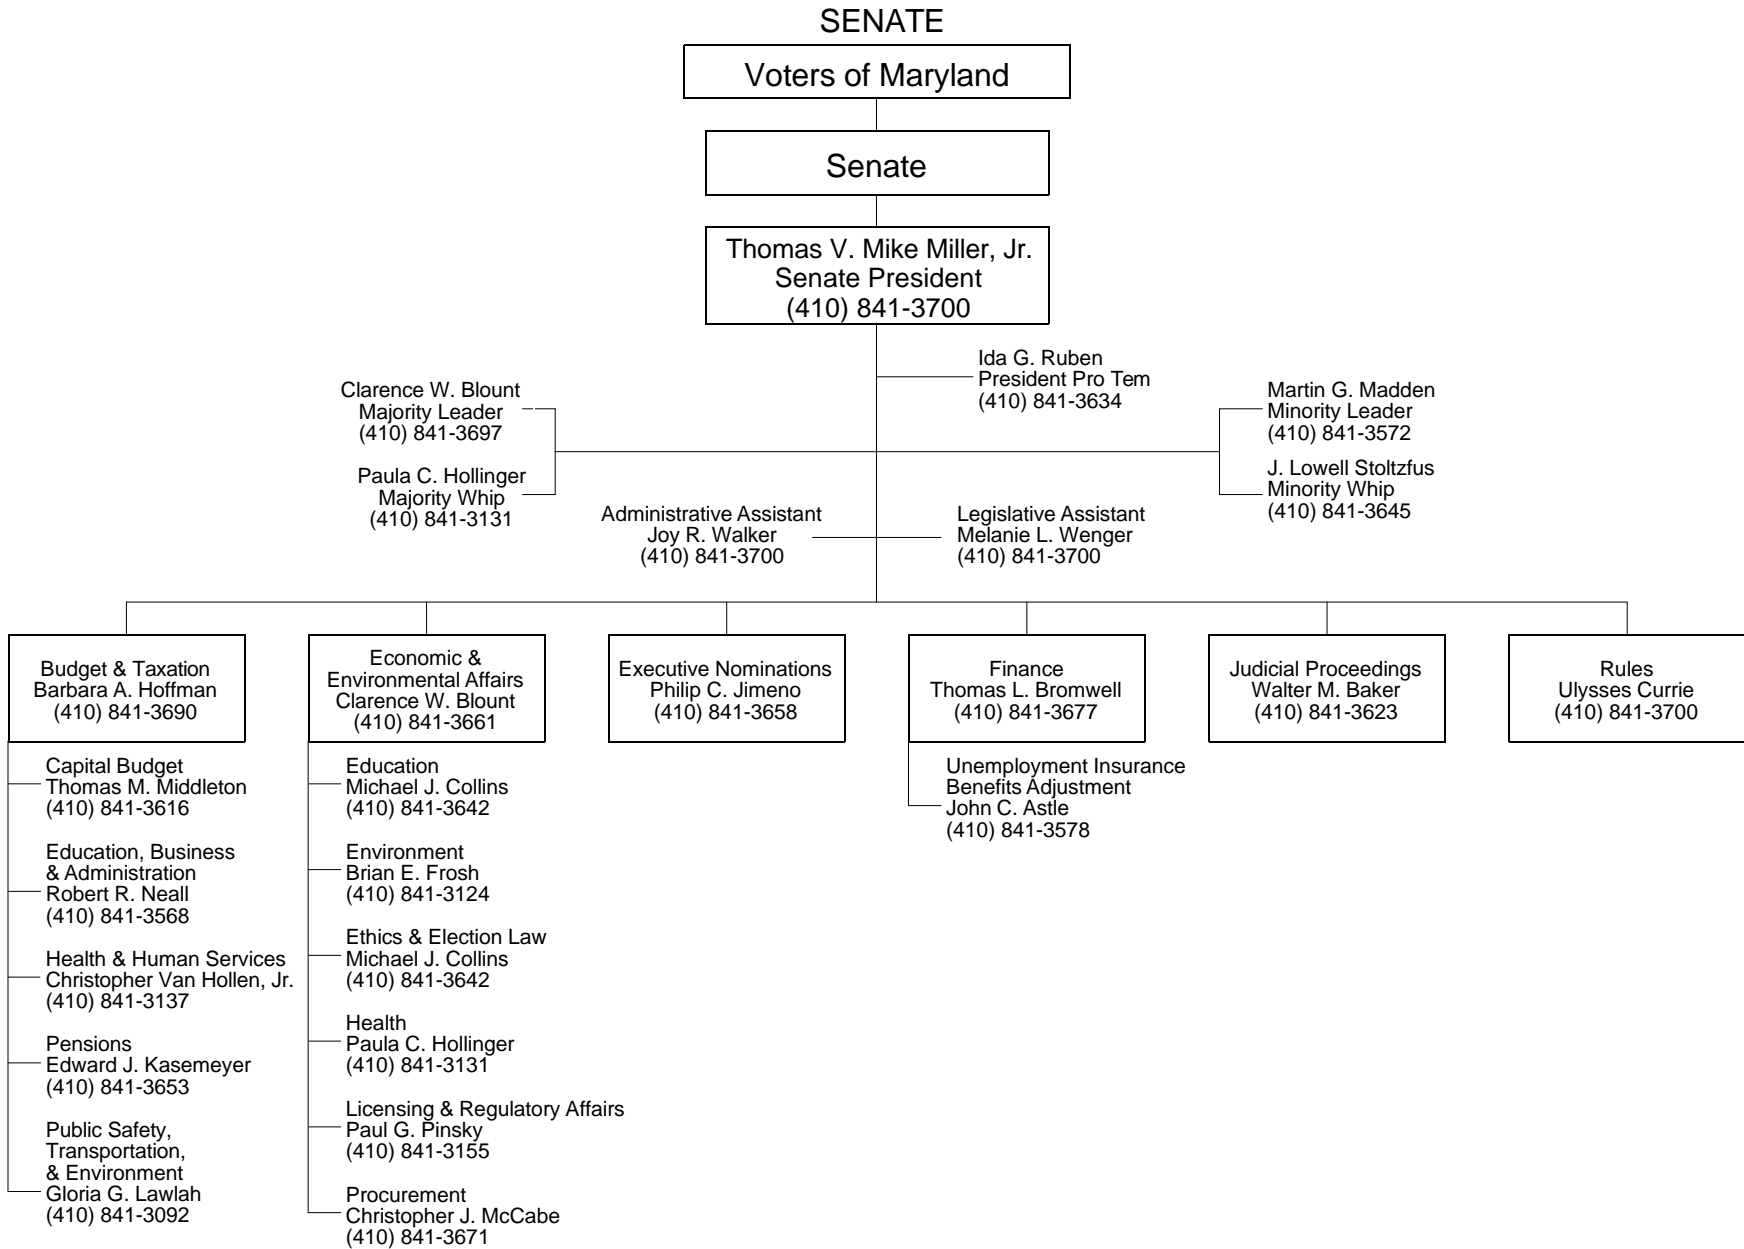 SENATE
Voters of Maryland
Senate
Thomas V. Mike Miller, Jr.
Senate President
(410) 841-3700
Ida G. Ruben
President Pro Tem
(410) 841-3634
Clarence W. Blount
Majority Leader
(410) 841-3697
Paula C. Hollinger
Majority Whip
(410) 841-3131
Martin G. Madden
Minority Leader
(410) 841-3572
J. Lowell Stoltzfus
Minority Whip
(410) 841-3645
Administrative Assistant
Joy R. Walker
(410) 841-3700
Legislative Assistant
Melanie L. Wenger
(410) 841-3700
Budget & Taxation
Barbara A. Hoffman
(410) 841-3690
Capital Budget
Thomas M. Middleton
(410) 841-3616
Education, Business
& Administration
Robert R. Neall
(410) 841-3568
Health & Human Services
Christopher Van Hollen, Jr.
(410) 841-3137
Pensions
Edward J. Kasemeyer
(410) 841-3653
Public Safety,
Transportation,
& Environment
Gloria G. Lawlah
(410) 841-3092
Economic &
Environmental Affairs
Clarence W. Blount
(410) 841-3661
Education
Michael J. Collins
(410) 841-3642
Environment
Brian E. Frosh
(410) 841-3124
Ethics & Election Law
Michael J. Collins
(410) 841-3642
Health
Paula C. Hollinger
(410) 841-3131
Licensing & Regulatory Affairs
Paul G. Pinsky
(410) 841-3155
Procurement
Christopher J. McCabe
(410) 841-3671
Executive Nominations
Philip C. Jimeno
(410) 841-3658
Finance
Thomas L. Bromwell
(410) 841-3677
Unemployment Insurance
Benefits Adjustment
John C. Astle
(410) 841-3578
Judicial Proceedings
Walter M. Baker
(410) 841-3623
Rules
Ulysses Currie
(410) 841-3700